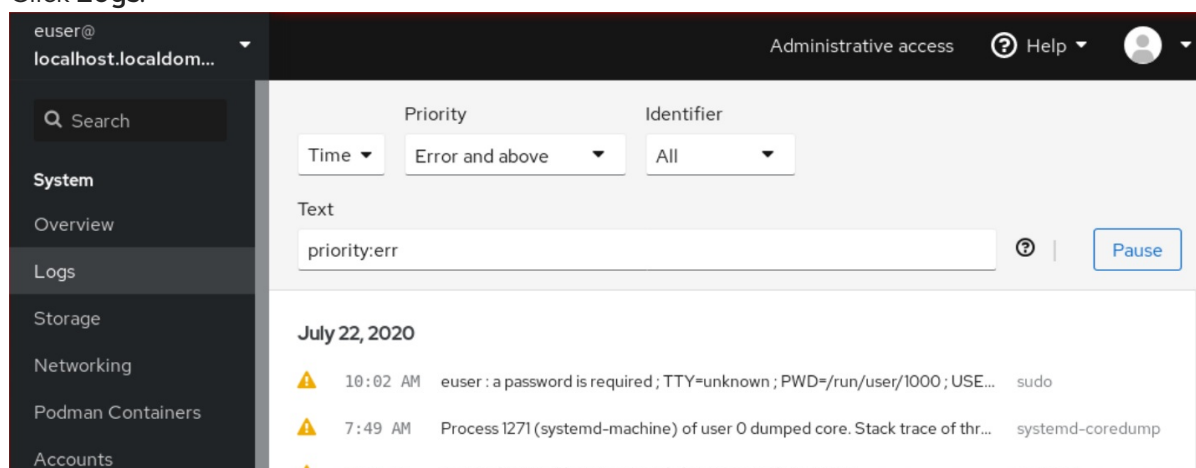 Click Logs.
euser@
localhost.localdom...
Administrative access
Help
Search
System
Overview
Logs
Storage
Networking
Podman Containers
Accounts
Priority
Identifier
Time
Error and above
All
Text
priority:err
Pause
July 22, 2020
10:02 AM euser : a password is required ; TTY=unknown ; PWD=/run/user/1000 ; USE... sudo
7:49 AM Process 1271 (systemd-machine) of user 0 dumped core. Stack trace of thr... systemd-coredump